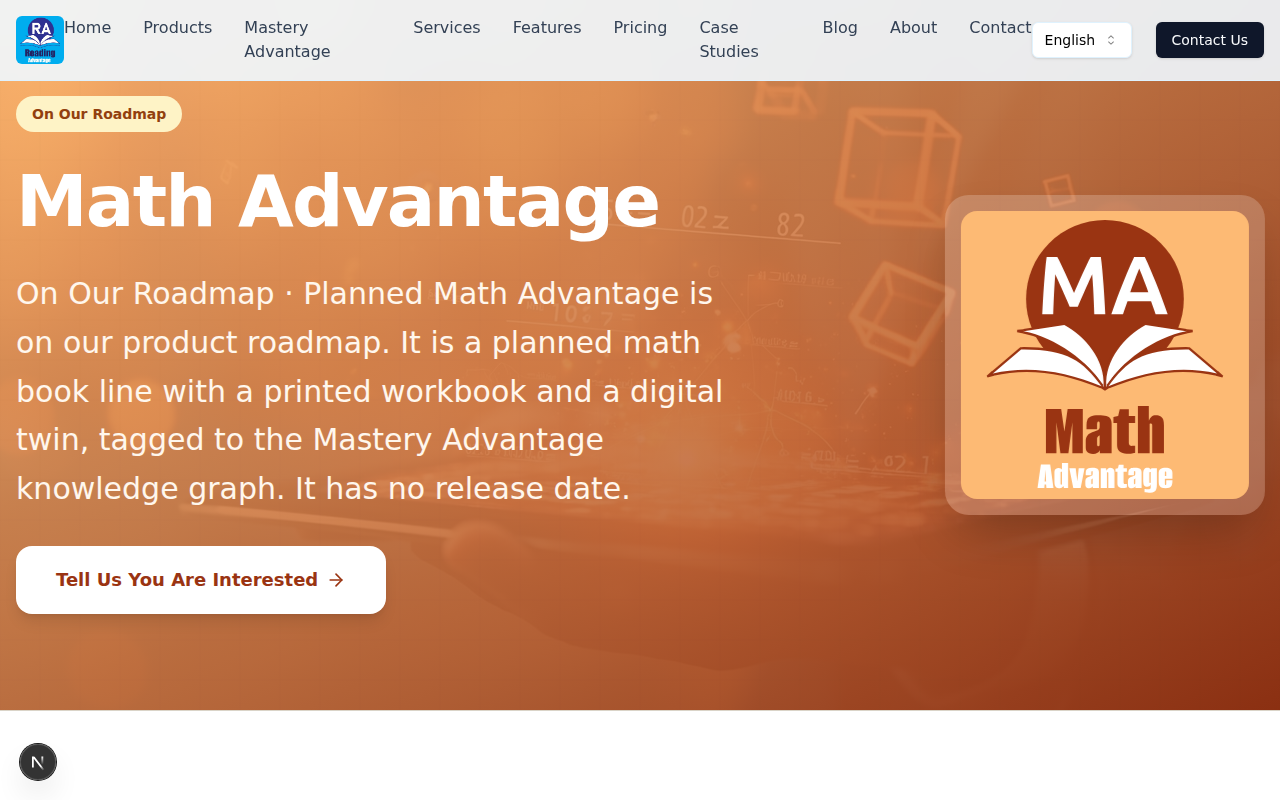 RA
Reading
Advantage
Home
Products
Mastery
Advantage
Services
Features
Pricing
Case
Studies
Blog
About
Contact
English
Contact Us
On Our Roadmap
Math Advantage
On Our Roadmap · Planned Math Advantage is
on our product roadmap. It is a planned math
book line with a printed workbook and a digital
twin, tagged to the Mastery Advantage
knowledge graph. It has no release date.
Tell Us You Are Interested
MA
Math
Advantage
02
82
N